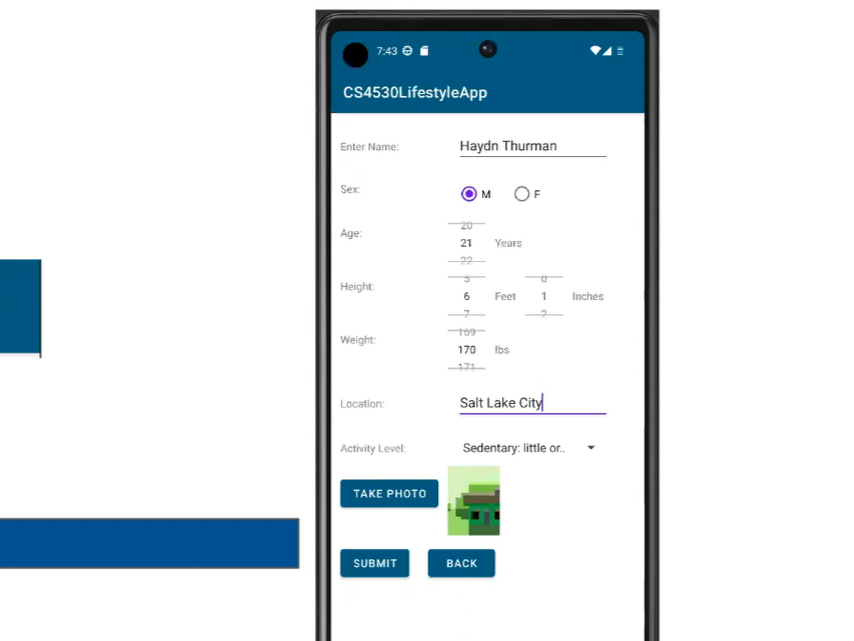 7:43
CS4530LifestyleApp
Enter Name: Haydn Thurman
Sex: M F
20
Age: 21 Years
22
5 0
Height: 6 Feet 1 Inches
7 2
169
Weight: 170 lbs
171
Location: Salt Lake City
Activity Level: Sedentary: little or..
TAKE PHOTO
SUBMIT BACK